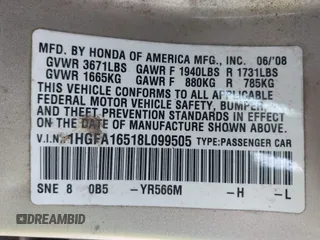 MFD. BY HONDA OF AMERICA MFG., INC. 06/'08
GVWR 3671LBS GAWR F 1940LBS R 1731LBS
GVWR 1665KG GAWR F 880KG R 785KG
THIS VEHICLE CONFORMS TO ALL APPLICABLE
FEDERAL MOTOR VEHICLE SAFETY, BUMPER,
AND THEFT PREVENTION STANDARDS IN EFFECT
ON THE DATE OF MANUFACTURE SHOWN ABOVE.
V.I.N.: 1HGFA16518L099505 TYPE: PASSENGER CAR
SNE 8 0B5 -YR566M -H -L
DREAMBID